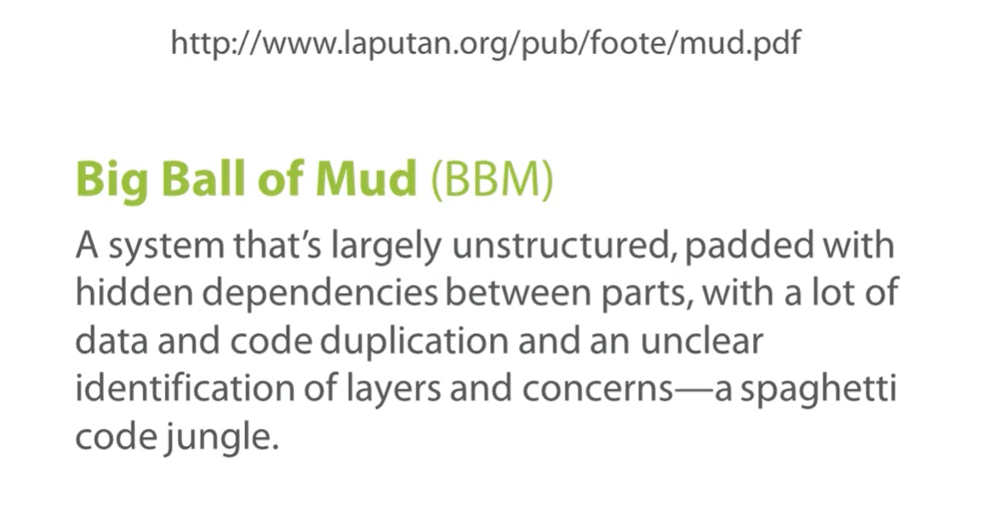 http://www.laputan.org/pub/foote/mud.pdf
Big Ball of Mud (BBM)
A system that’s largely unstructured, padded with
hidden dependencies between parts, with a lot of
data and code duplication and an unclear
identification of layers and concerns—a spaghetti
code jungle.